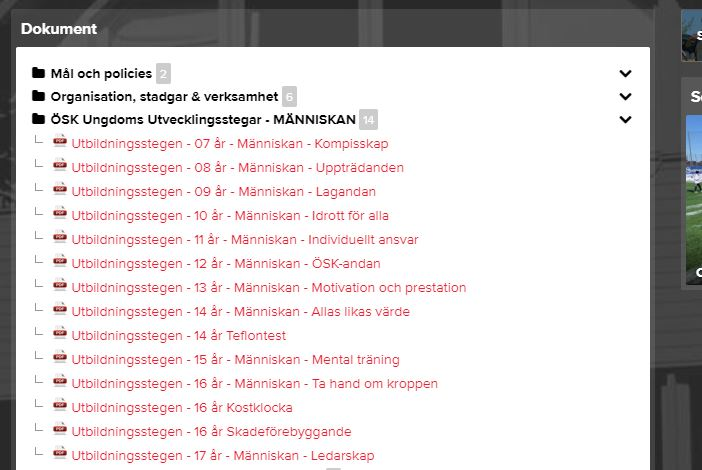 Dokument
Mål och policies 2
Organisation, stadgar & verksamhet 6
ÖSK Ungdoms Utvecklingsstegar - MÄNNISKAN 14
Utbildningsstegen - 07 år - Människan - Kompisskap
Utbildningsstegen - 08 år - Människan - Uppträdanden
Utbildningsstegen - 09 år - Människan - Lagandan
Utbildningsstegen - 10 år - Människan - Idrott för alla
Utbildningsstegen - 11 år - Människan - Individuellt ansvar
Utbildningsstegen - 12 år - Människan - ÖSK-andan
Utbildningsstegen - 13 år - Människan - Motivation och prestation
Utbildningsstegen - 14 år - Människan - Allas likas värde
Utbildningsstegen - 14 år Teflontest
Utbildningsstegen - 15 år - Människan - Mental träning
Utbildningsstegen - 16 år - Människan - Ta hand om kroppen
Utbildningsstegen - 16 år Kostklocka
Utbildningsstegen - 16 år Skadeförebyggande
Utbildningsstegen - 17 år - Människan - Ledarskap